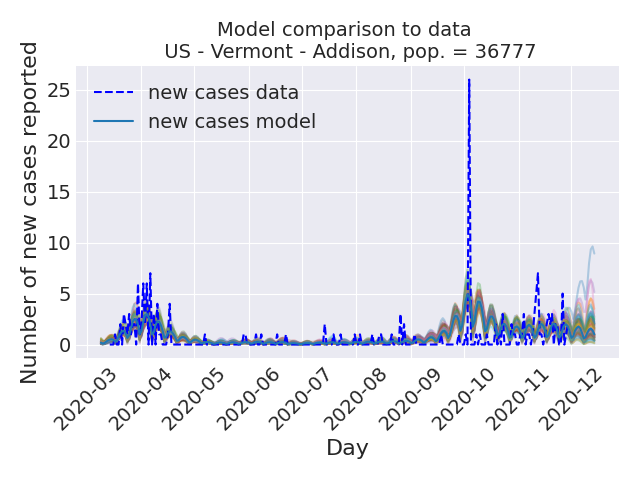 Model comparison to data
US - Vermont - Addison, pop. = 36777
Number of new cases reported
25
20
15
10
5
0
new cases data
new cases model
2020-03
2020-04
2020-05
2020-06
2020-07
2020-08
2020-09
2020-10
2020-11
2020-12
Day